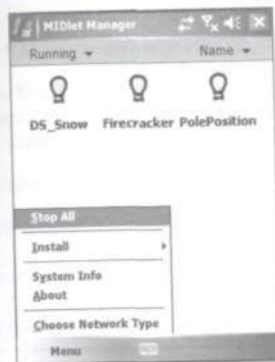 MIDlet Manager
Running Name
DS_Snow Firecracker PolePosition
Stop All
Install
System Info
About
Choose Network Type
Menu